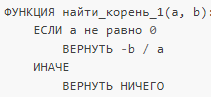 ФУНКЦИЯ найти_корень_1(a, b):
ЕСЛИ a не равно 0
ВЕРНУТЬ -b / a
ИНАЧЕ
ВЕРНУТЬ НИЧЕГО